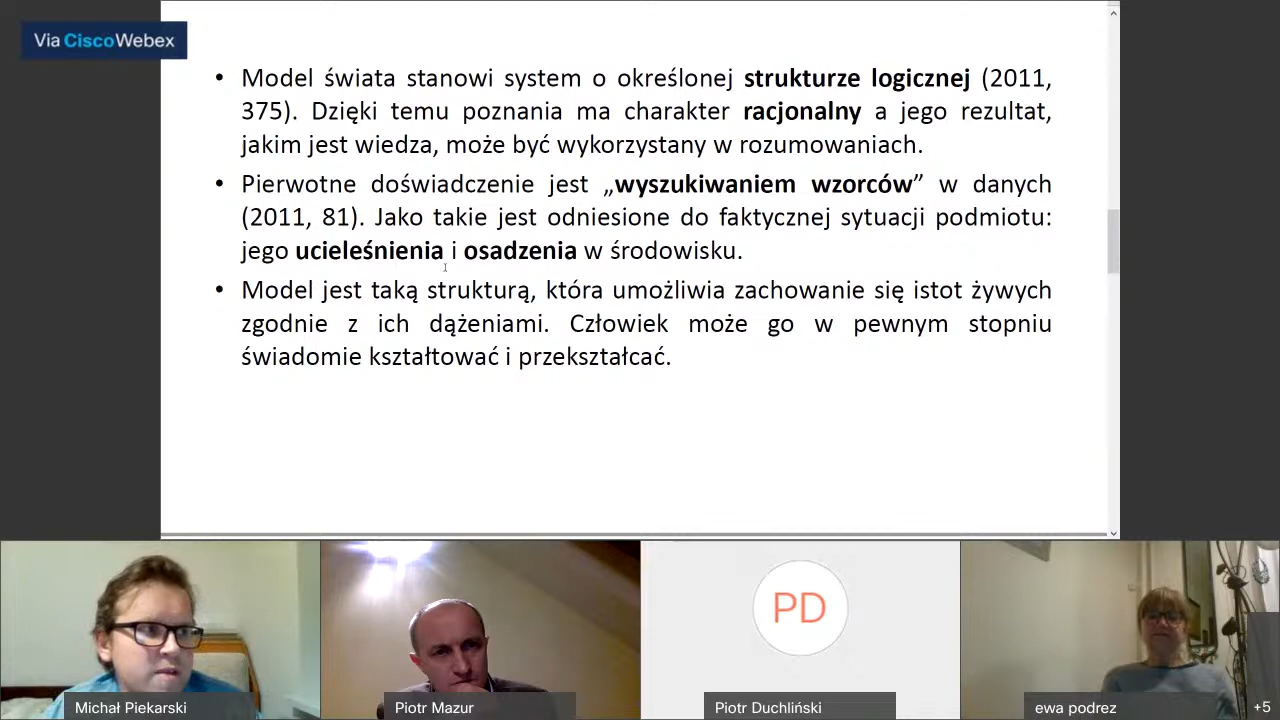 Via Cisco Webex
• Model świata stanowi system o określonej strukturze logicznej (2011,
375). Dzięki temu poznania ma charakter racjonalny a jego rezultat,
jakim jest wiedza, może być wykorzystany w rozumowaniach.
• Pierwotne doświadczenie jest „wyszukiwaniem wzorców” w danych
(2011, 81). Jako takie jest odniesione do faktycznej sytuacji podmiotu:
jego ucieleśnienia i osadzenia w środowisku.
• Model jest taką strukturą, która umożliwia zachowanie się istot żywych
zgodnie z ich dążeniami. Człowiek może go w pewnym stopniu
świadomie kształtować i przekształcać.
PD
Michał Piekarski
Piotr Mazur
Piotr Duchliński
ewa podrez
+5